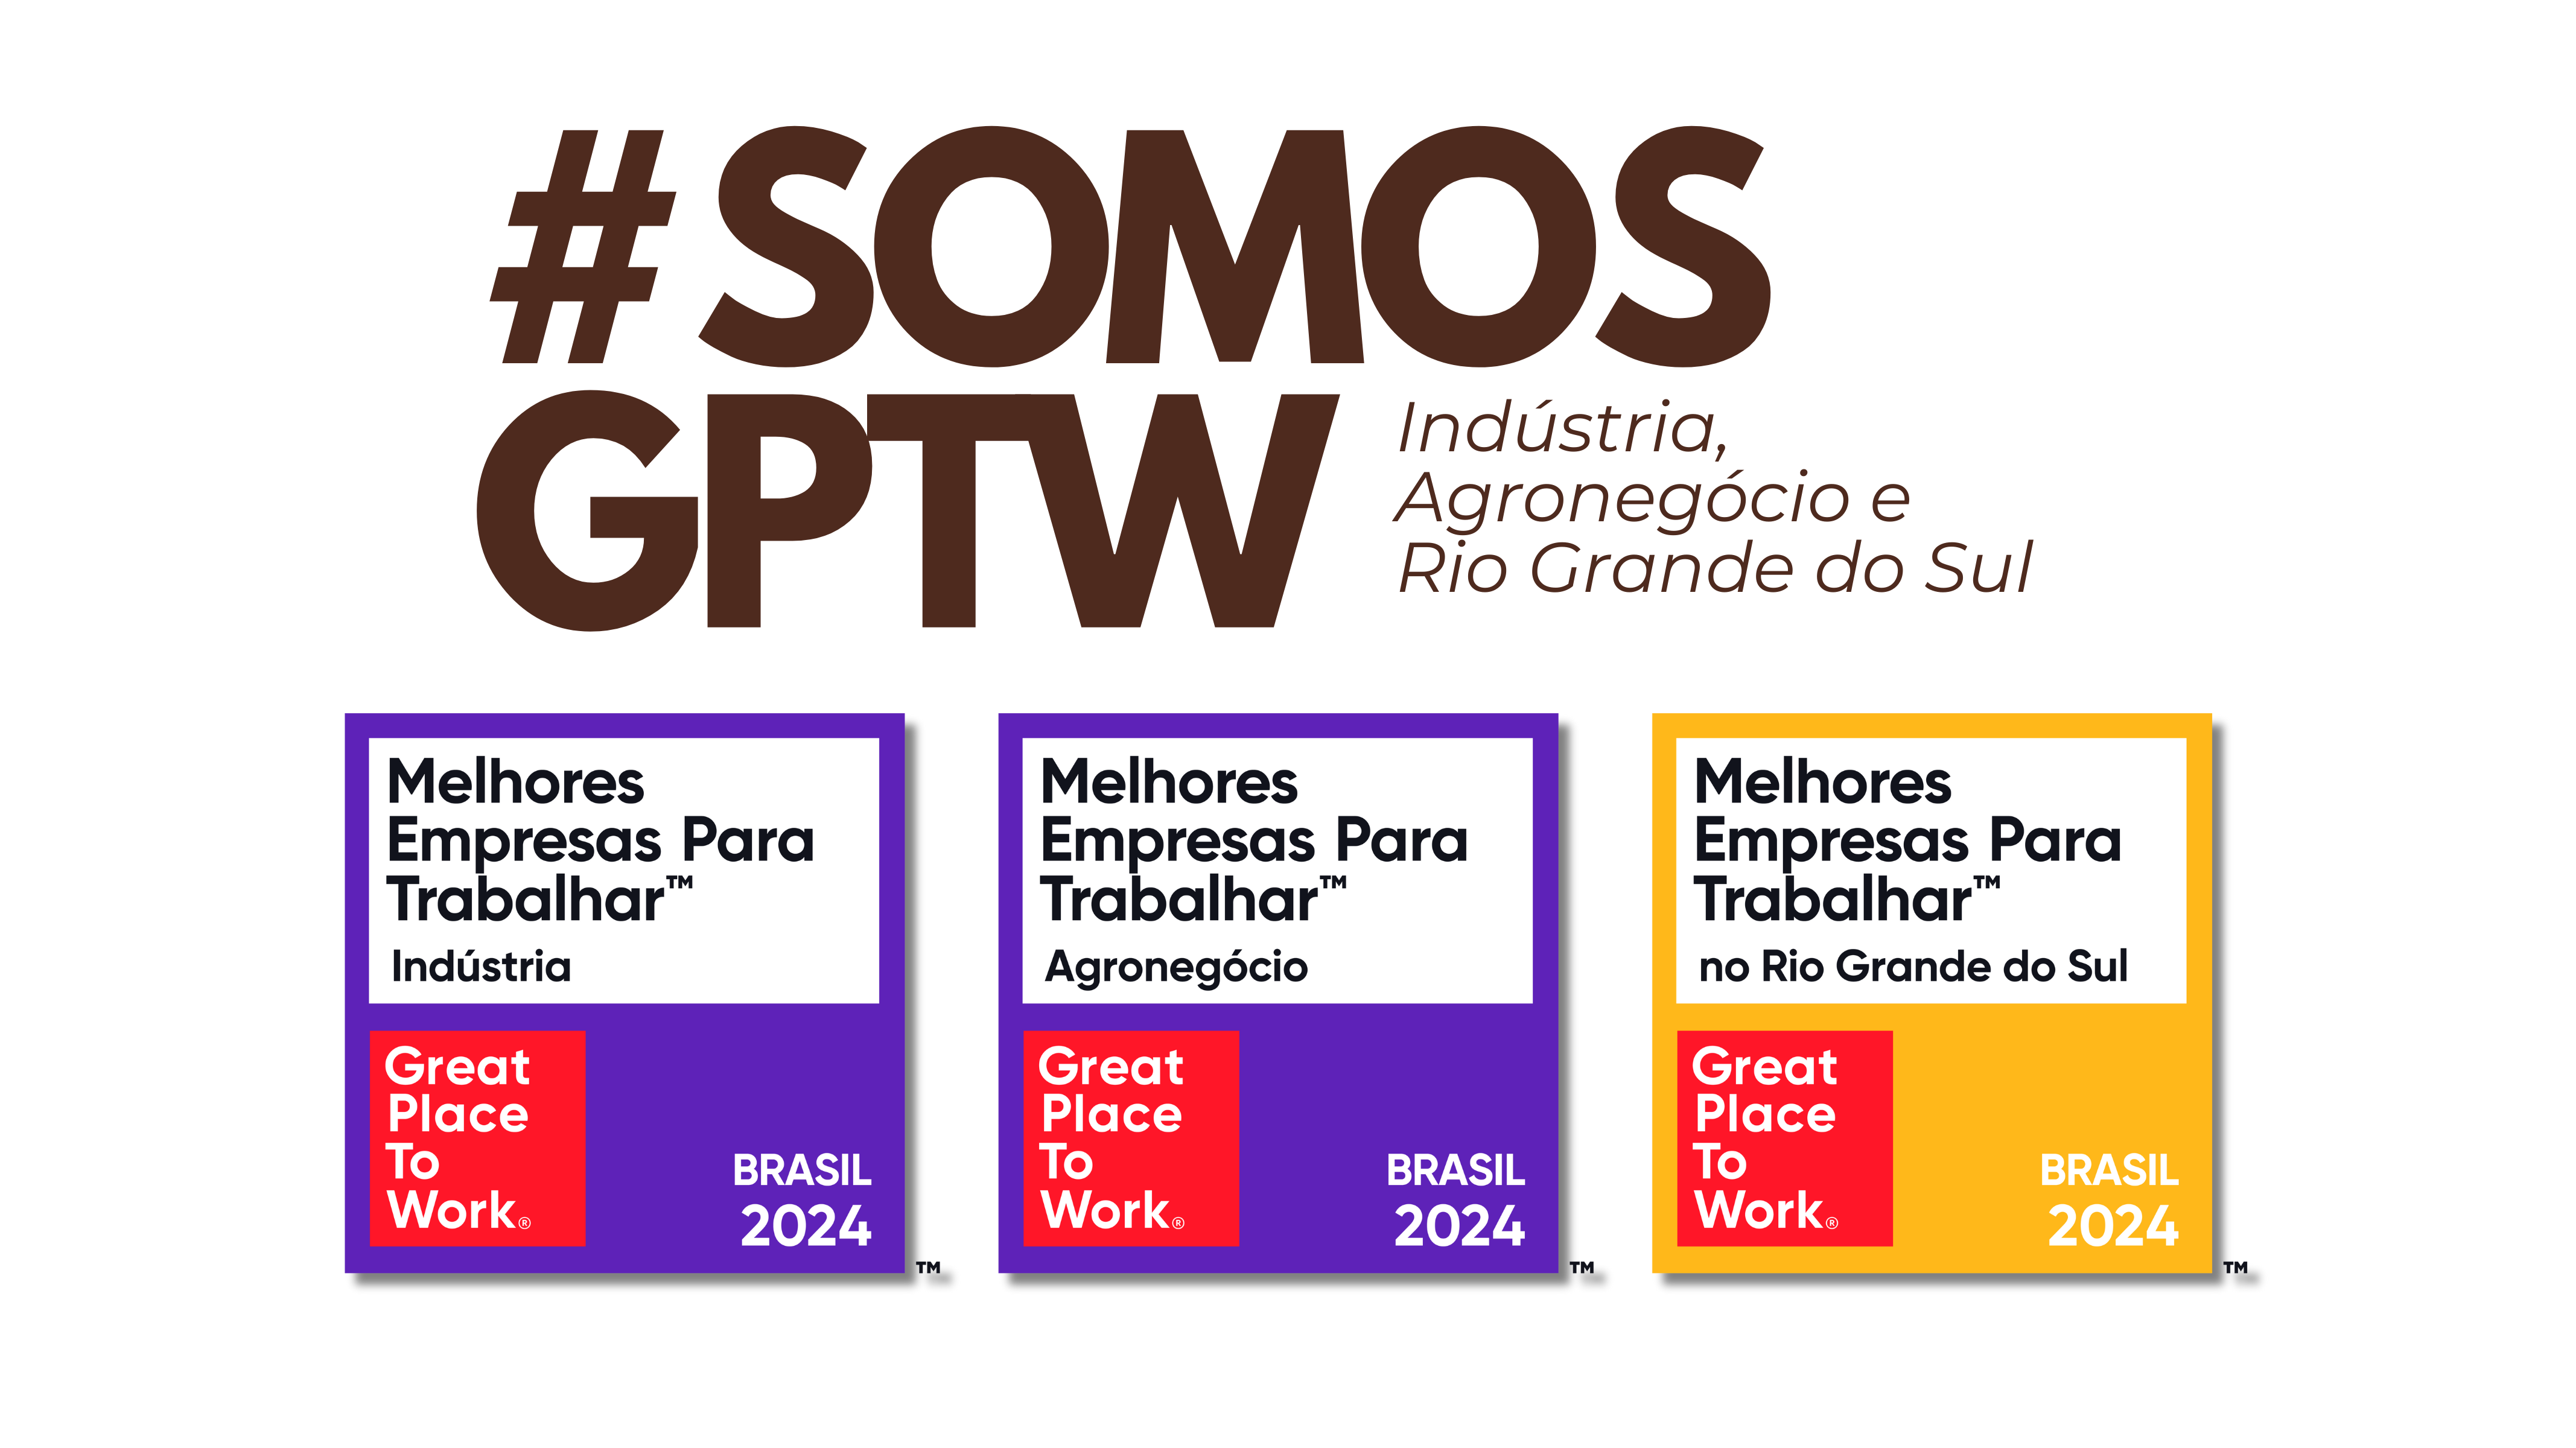 #SOMOS
GPTW
Indústria,
Agronegócio e
Rio Grande do Sul
Melhores
Empresas Para
Trabalhar™
Indústria
Great
Place
To
Work®
BRASIL
2024
™
Melhores
Empresas Para
Trabalhar™
Agronegócio
Great
Place
To
Work®
BRASIL
2024
™
Melhores
Empresas Para
Trabalhar™
no Rio Grande do Sul
Great
Place
To
Work®
BRASIL
2024
™